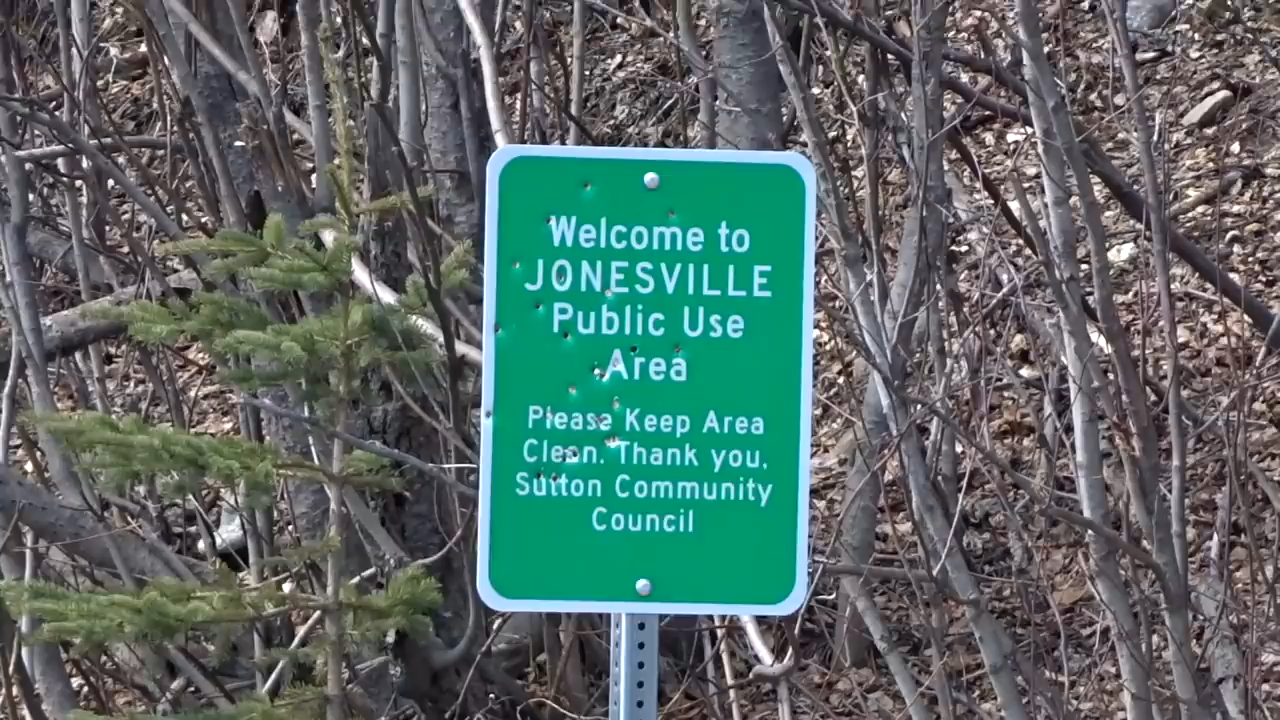 Welcome to
JONESVILLE
Public Use
Area
Please Keep Area
Clean. Thank you,
Sutton Community
Council